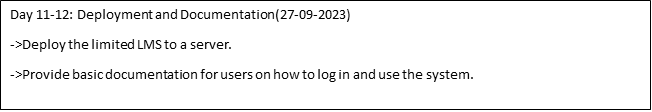 Day 11-12: Deployment and Documentation(27-09-2023)
->Deploy the limited LMS to a server.
->Provide basic documentation for users on how to log in and use the system.